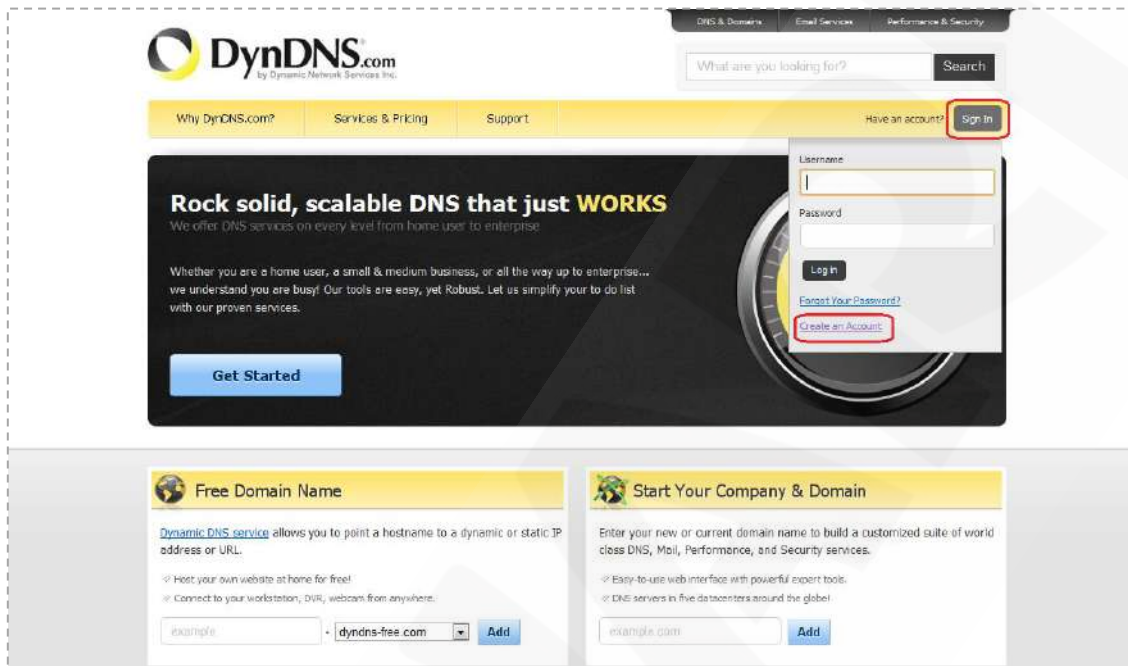 DNS & Domains Email Services Performance & Security
DynDNS.com
by Dynamic Network Services Inc.
What are you looking for? Search
Why DynDNS.com? Services & Pricing Support Have an account? Sign In
Username
Password
Log in
Forgot Your Password?
Create an Account
Rock solid, scalable DNS that just WORKS
We offer DNS services on every level from home user to enterprise
Whether you are a home user, a small & medium business, or all the way up to enterprise...
we understand you are busy! Our tools are easy, yet Robust. Let us simplify your to do list
with our proven services.
Get Started
Free Domain Name
Dynamic DNS service allows you to point a hostname to a dynamic or static IP
address or URL.
Host your own website at home for free!
Connect to your workstation, DVR, webcam from anywhere.
example . dyndns-free.com Add
Start Your Company & Domain
Enter your new or current domain name to build a customized suite of world
class DNS, Mail, Performance, and Security services.
Easy-to-use web interface with powerful expert tools.
DNS servers in five datacenters around the globe!
example.com Add